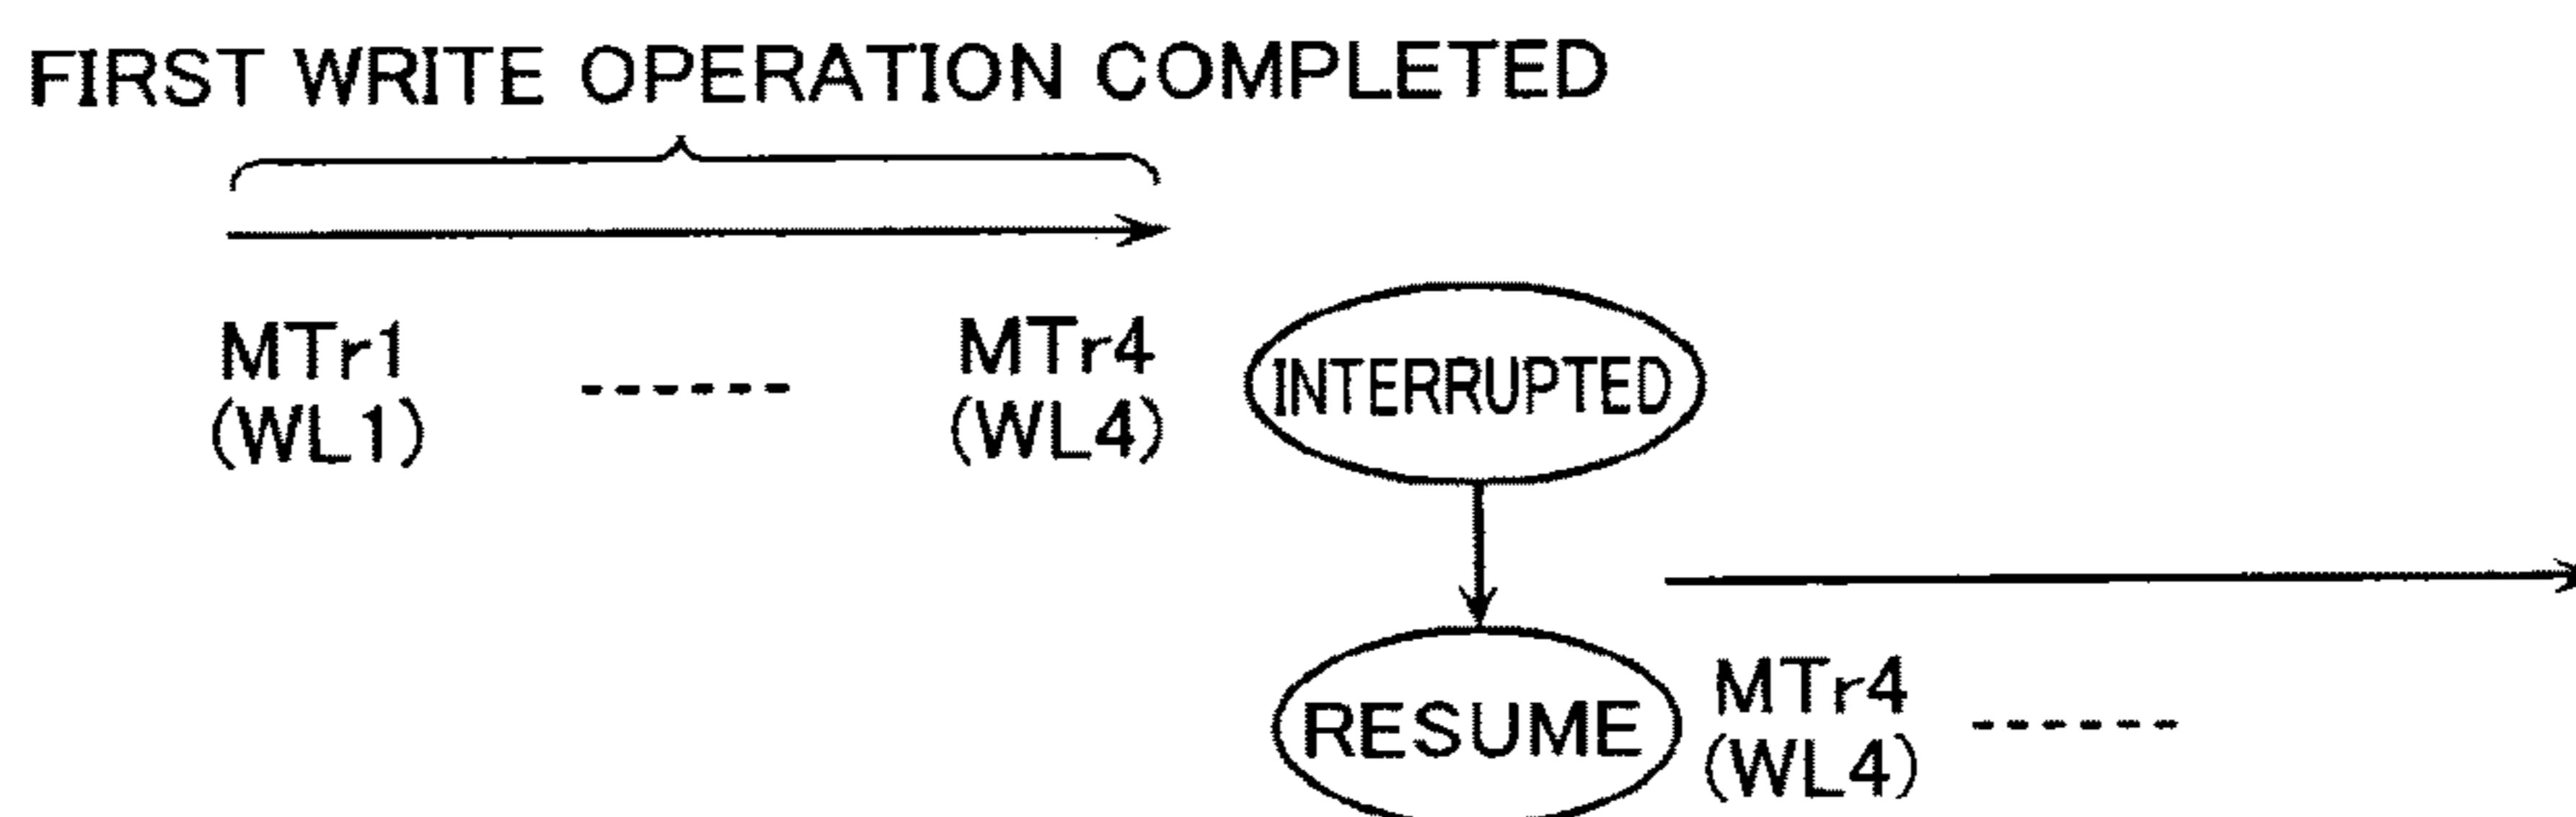 FIRST WRITE OPERATION COMPLETED
MTr1
(WL1)
MTr4
(WL4)
INTERRUPTED
RESUME
MTr4
(WL4)